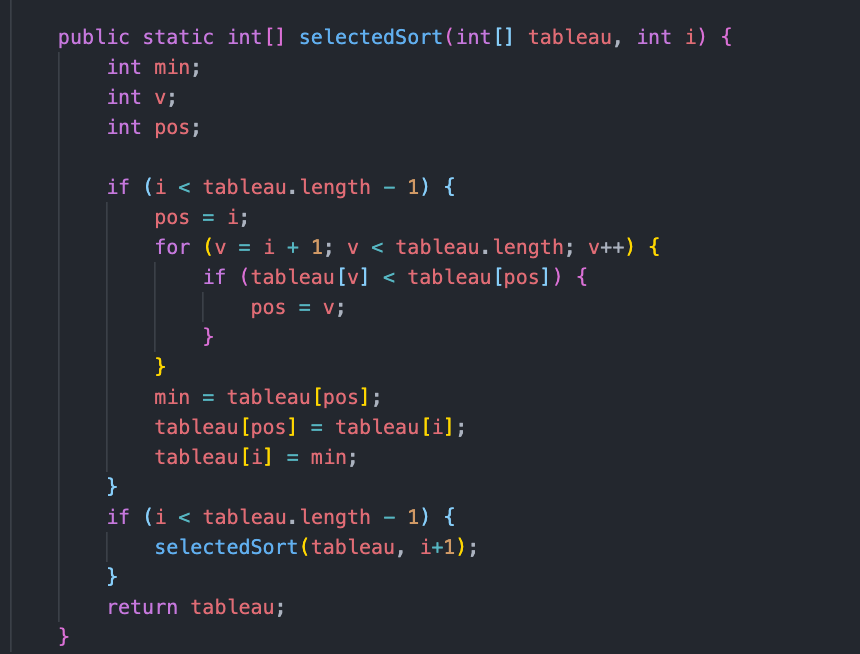 public static int[] selectedSort(int[] tableau, int i) {
    int min;
    int v;
    int pos;

    if (i < tableau.length - 1) {
        pos = i;
        for (v = i + 1; v < tableau.length; v++) {
            if (tableau[v] < tableau[pos]) {
                pos = v;
            }
        }
        min = tableau[pos];
        tableau[pos] = tableau[i];
        tableau[i] = min;
    }
    if (i < tableau.length - 1) {
        selectedSort(tableau, i+1);
    }
    return tableau;
}